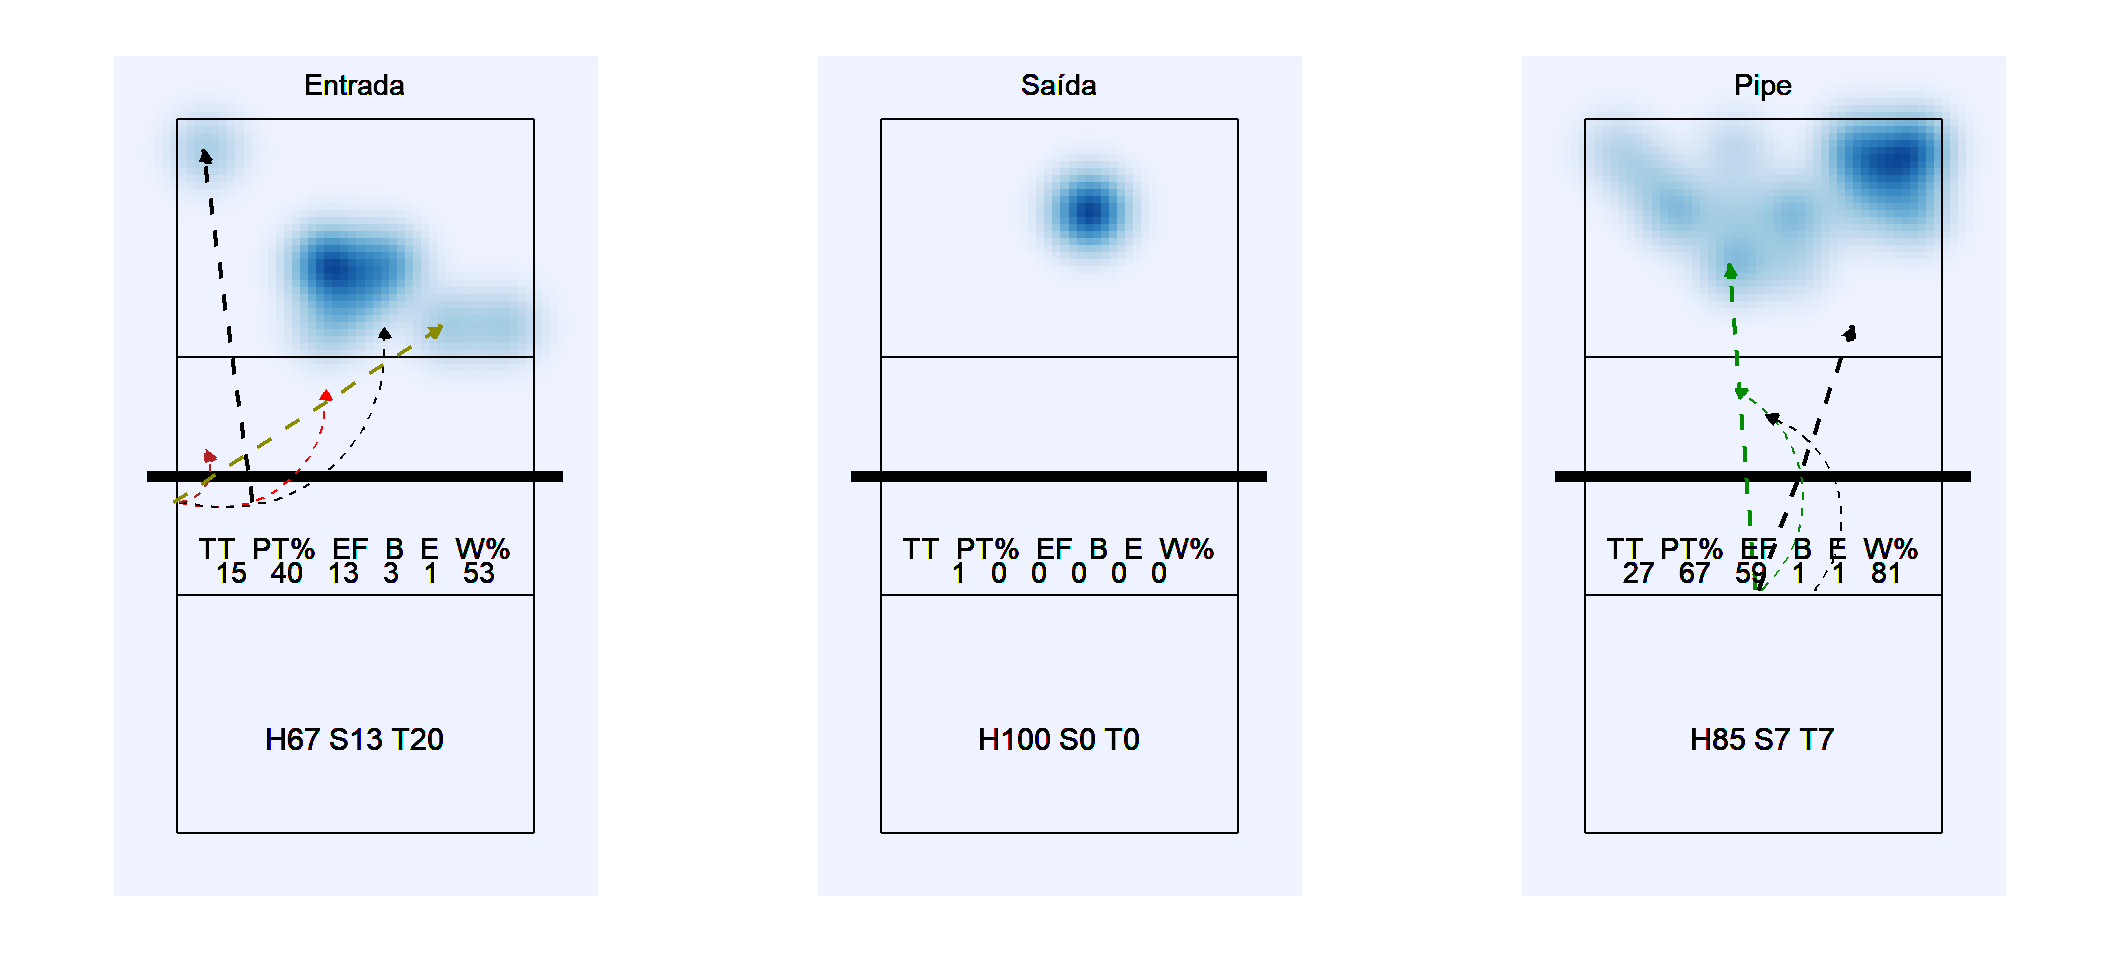 Entrada
TT PT% EF B E W%
15 40 13 3 1 53
H67 S13 T20
Saída
TT PT% EF B E W%
1 0 0 0 0 0
H100 S0 T0
Pipe
TT PT% EF B E W%
27 67 59 1 1 81
H85 S7 T7